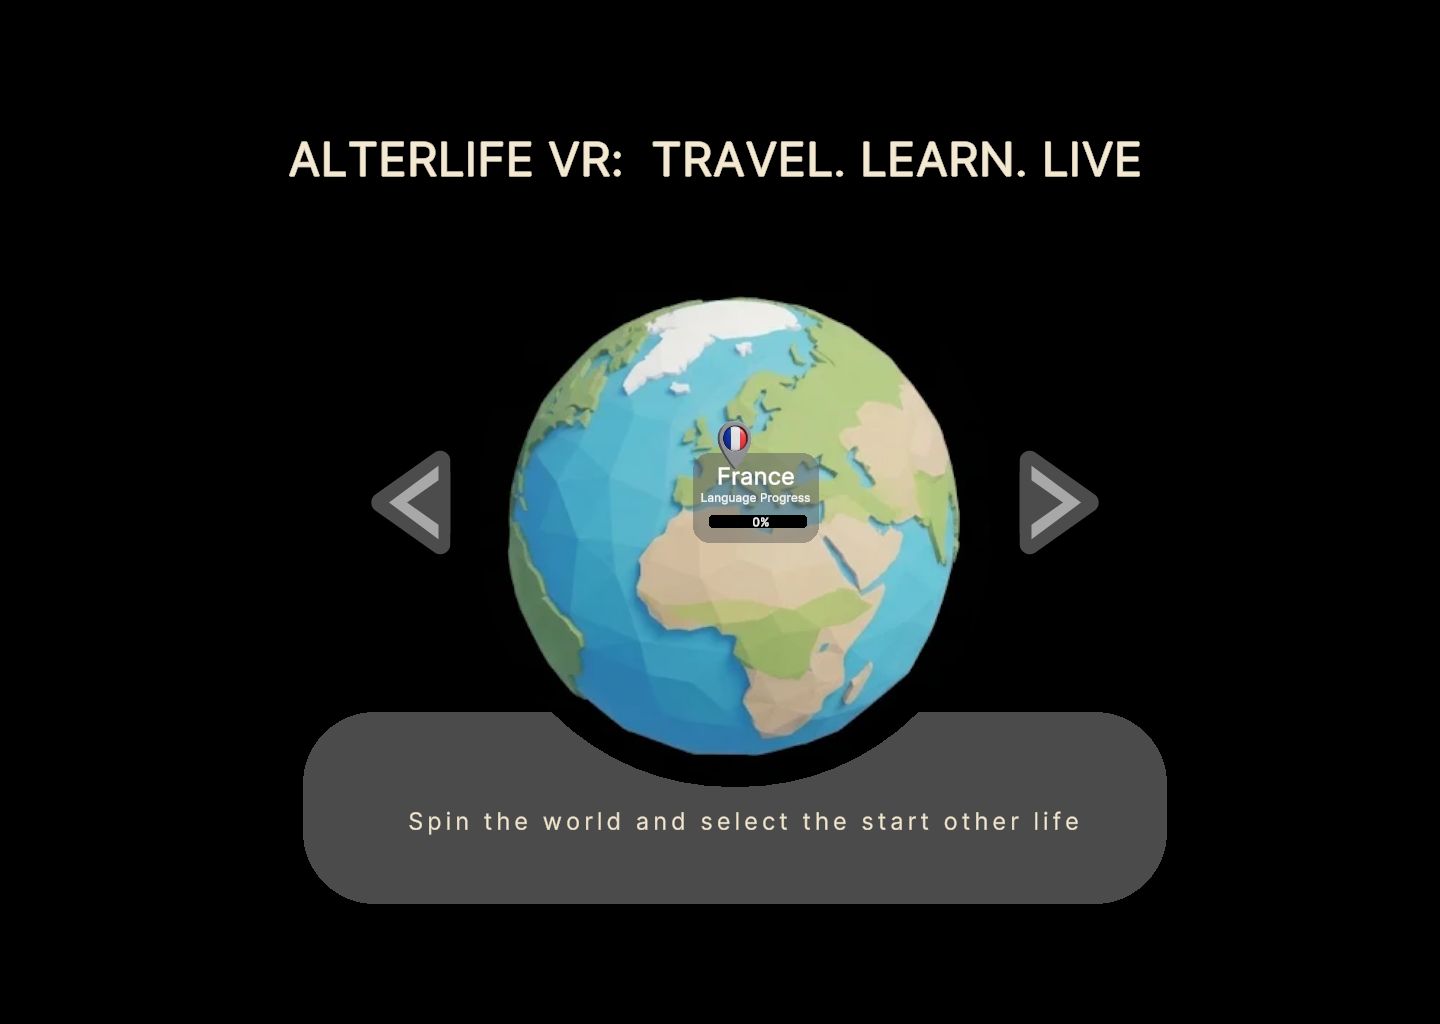 ALTERLIFE VR:  TRAVEL. LEARN. LIVE
France
Language Progress
0%
Spin the world and select the start other life